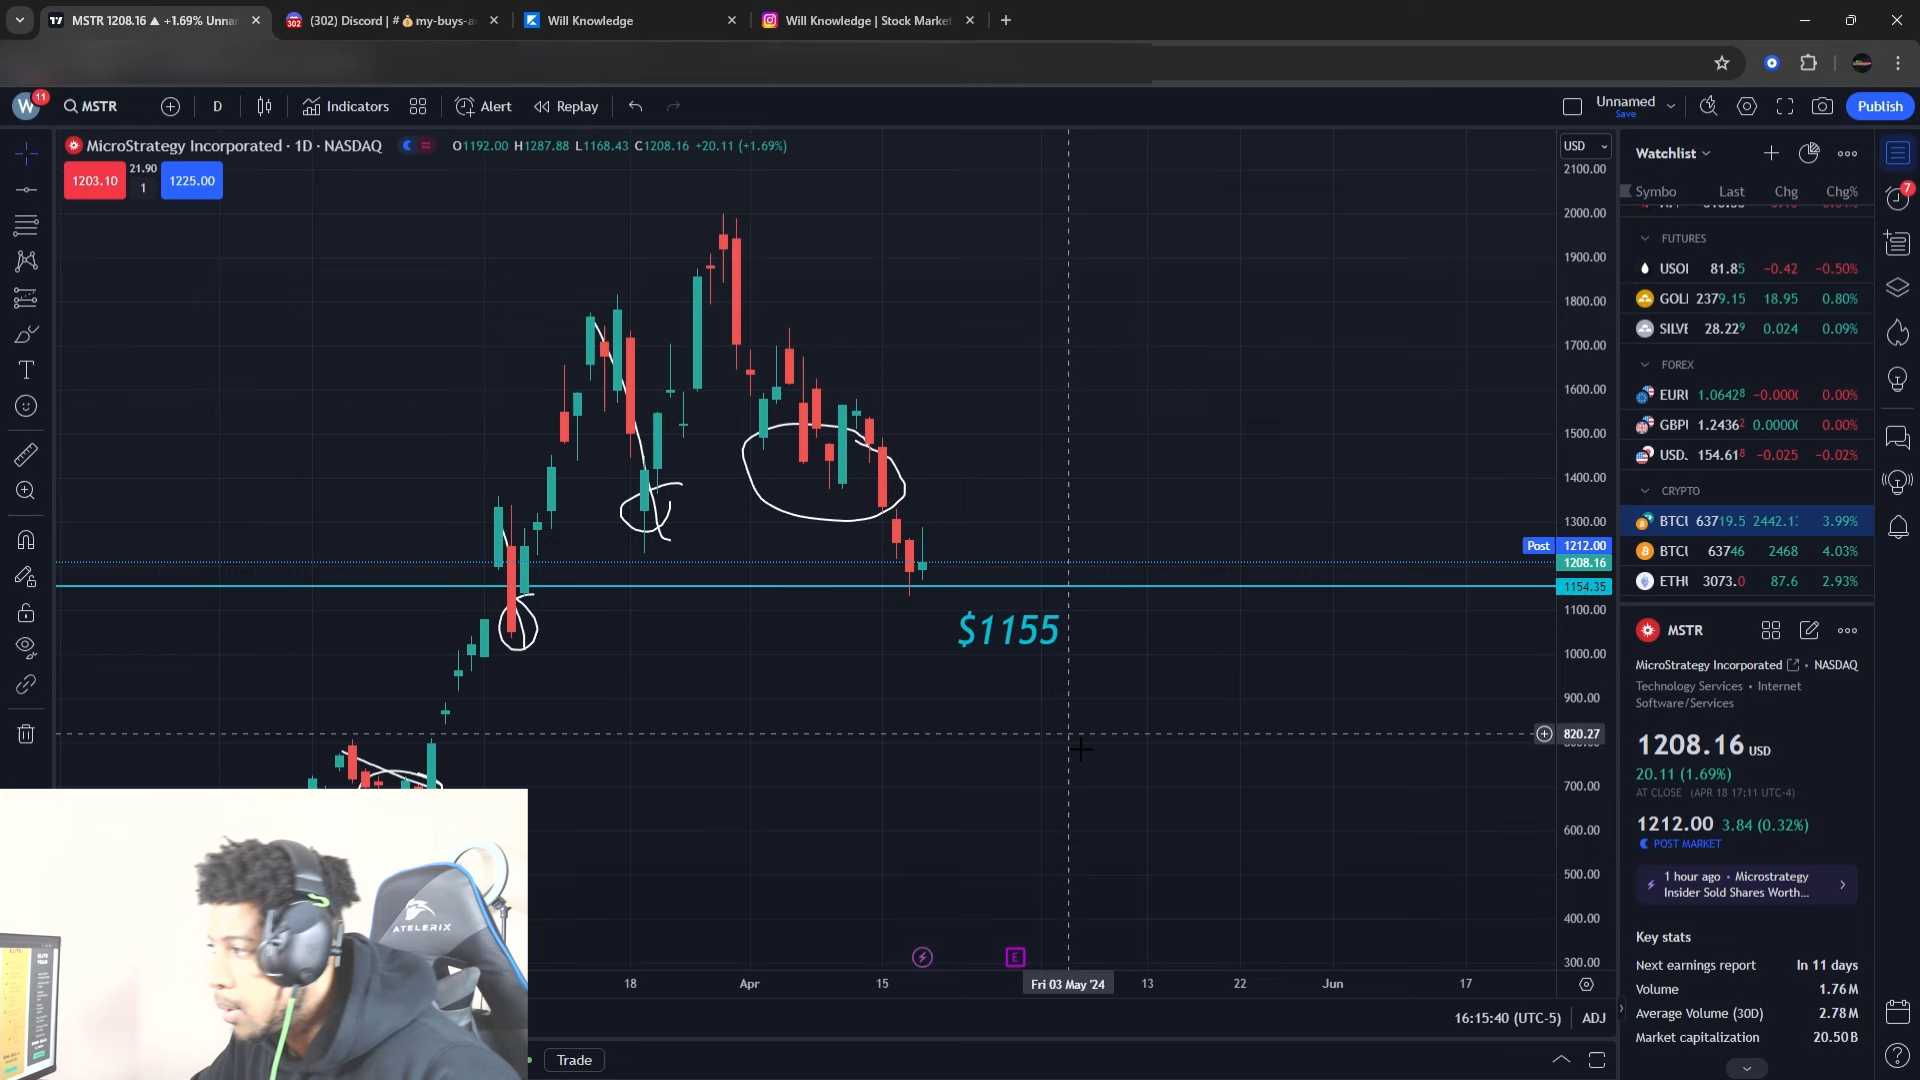 MSTR 1208.16 ▲ +1.69% Unnar
(302) Discord | #💰my-buys-a
Will Knowledge
Will Knowledge | Stock Market
W 11
MSTR
D
Indicators
Alert
Replay
Unnamed
Save
Publish
MicroStrategy Incorporated · 1D · NASDAQ
O1192.00 H1287.88 L1168.43 C1208.16 +20.11 (+1.69%)
1203.10
21.90
1
1225.00
USD
2100.00
2000.00
1900.00
1800.00
1700.00
1600.00
1500.00
1400.00
1300.00
Post 1212.00
1208.16
1154.35
1100.00
1000.00
900.00
820.27
700.00
600.00
500.00
400.00
300.00
$1155
E
18
Apr
15
Fri 03 May '24
13
22
Jun
17
16:15:40 (UTC-5)
ADJ
Trade
ATELERIX
Watchlist
Symbo Last Chg Chg%
FUTURES
USOI 81.85 −0.42 −0.50%
GOLI 2379.15 18.95 0.80%
SILVE 28.229 0.024 0.09%
FOREX
EURI 1.06428 −0.0000 0.00%
GBPI 1.24362 0.00000 0.00%
USD. 154.618 −0.025 −0.02%
CRYPTO
BTCI 63719.5 2442.13 3.99%
BTCI 63746 2468 4.03%
ETHI 3073.0 87.6 2.93%
7
MSTR
MicroStrategy Incorporated • NASDAQ
Technology Services • Internet
Software/Services
1208.16 USD
20.11 (1.69%)
AT CLOSE (APR 18 17:11 UTC-4)
1212.00 3.84 (0.32%)
POST MARKET
1 hour ago • Microstrategy
Insider Sold Shares Worth...
Key stats
Next earnings report In 11 days
Volume 1.76M
Average Volume (30D) 2.78M
Market capitalization 20.50B